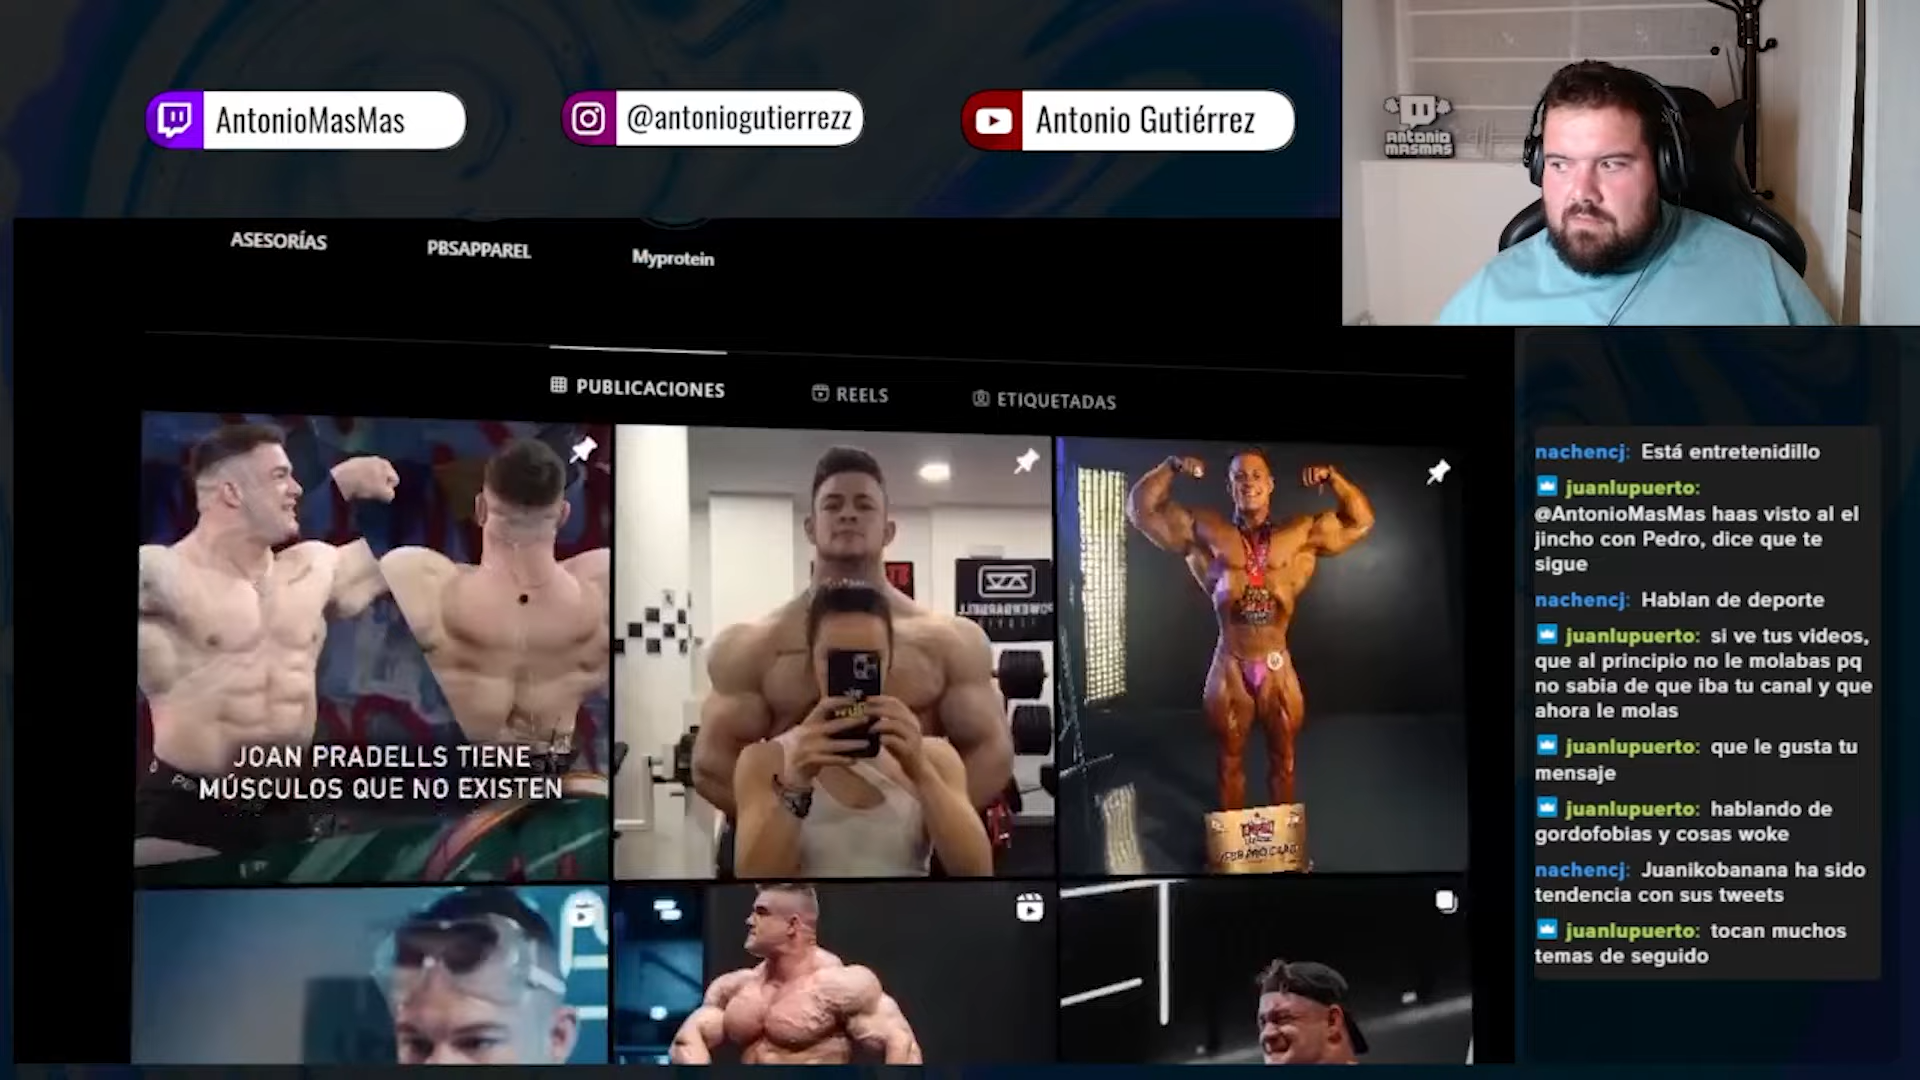 AntonioMasMas
@antoniogutierrezz
Antonio Gutiérrez
ANTONIO
MASMAS
ASESORÍAS
PBSAPPAREL
Myprotein
PUBLICACIONES
REELS
ETIQUETADAS
JOAN PRADELLS TIENE
MÚSCULOS QUE NO EXISTEN
nachencj: Está entretenidillo
juanlupuerto:
@AntonioMasMas haas visto al el
jincho con Pedro, dice que te
sigue
nachencj: Hablan de deporte
juanlupuerto: si ve tus videos,
que al principio no le molabas pq
no sabia de que iba tu canal y que
ahora le molas
juanlupuerto: que le gusta tu
mensaje
juanlupuerto: hablando de
gordofobias y cosas woke
nachencj: Juanikobanana ha sido
tendencia con sus tweets
juanlupuerto: tocan muchos
temas de seguido